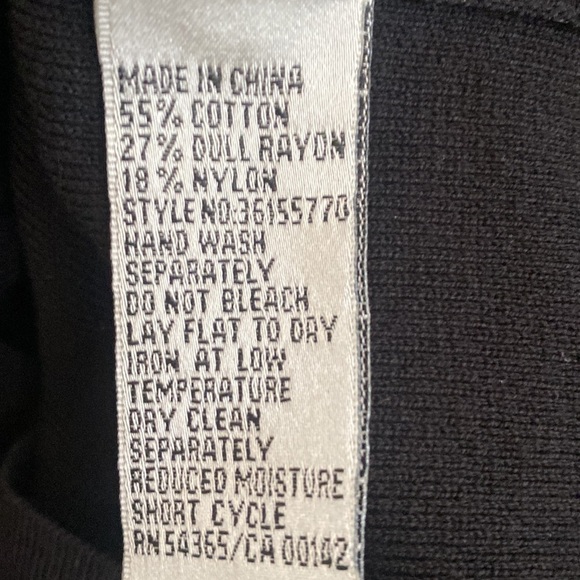 MADE IN CHINA
55% COTTON
27% DULL RAYON
18% NYLON
STYLE NO:36155770
HAND WASH
SEPARATELY
DO NOT BLEACH
LAY FLAT TO DRY
IRON AT LOW
TEMPERATURE
DRY CLEAN
SEPARATELY
REDUCED MOISTURE
SHORT CYCLE
RN 54365/CA 00142